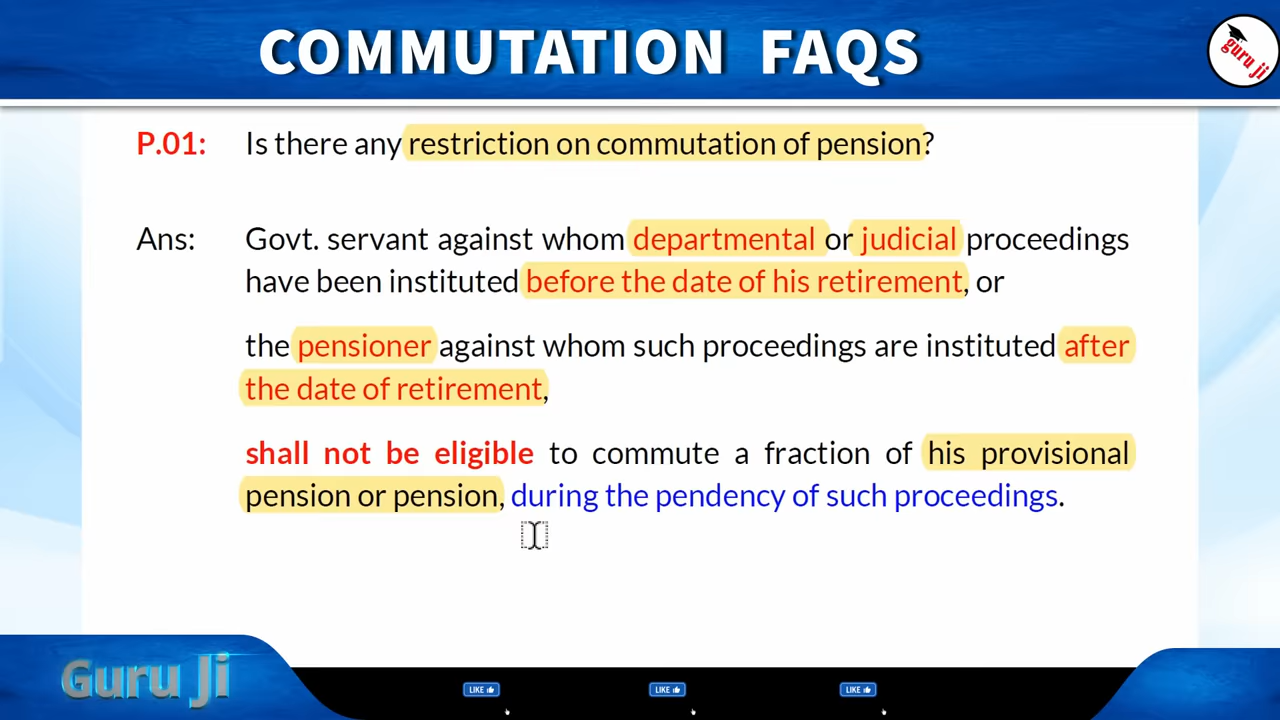 COMMUTATION FAQS
guru ji
P.01: Is there any restriction on commutation of pension?
Ans: Govt. servant against whom departmental or judicial proceedings
have been instituted before the date of his retirement, or
the pensioner against whom such proceedings are instituted after
the date of retirement,
shall not be eligible to commute a fraction of his provisional
pension or pension, during the pendency of such proceedings.
Guru Ji
LIKE LIKE LIKE